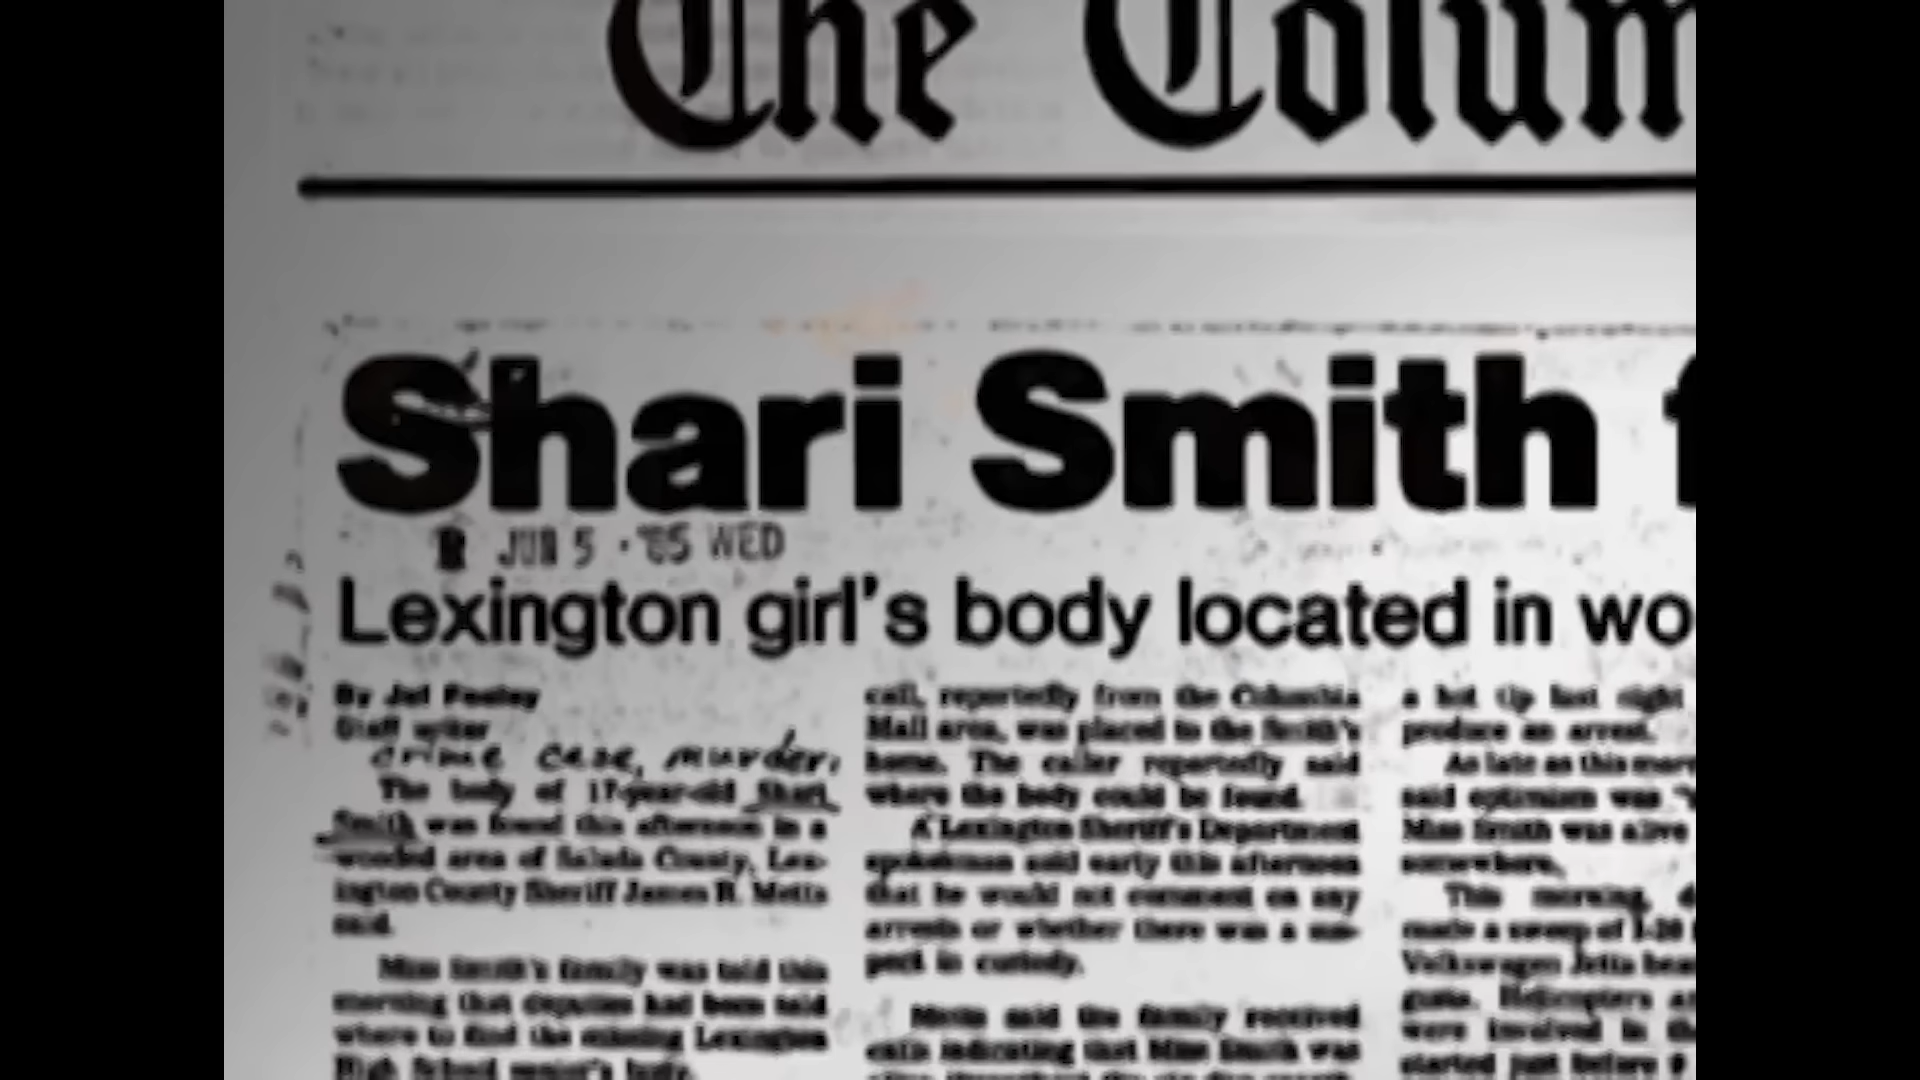 The Colum
Shari Smith f
JUN 5 · '85 WED
Lexington girl's body located in wo
By
Staff writer
crime case, murder,
The body of 17-year-old Shari
Smith was found this afternoon in a
wooded area of Saluda County, Lex-
ington County Sheriff James R. Metts
said.
Miss Smith's family was told this
morning that deputies had been told
where to find the missing Lexington
High School senior's body.
call, reportedly from the Columbia
Mall area, was placed to the Smith's
home. The caller reportedly said
where the body could be found.
A Lexington Sheriff's Department
spokesman said early this afternoon
that he would not comment on any
arrests or whether there was a sus-
pect in custody.
Metts said the family received
calls indicating that Miss Smith was
a hot tip last night
produce an arrest.
As late as this morn
said optimism was
Miss Smith was alive
somewhere.
This morning, d
made a sweep of I-20
Volkswagen Jetta bear
gusta. Helicopters a
were involved in th
started just before 9